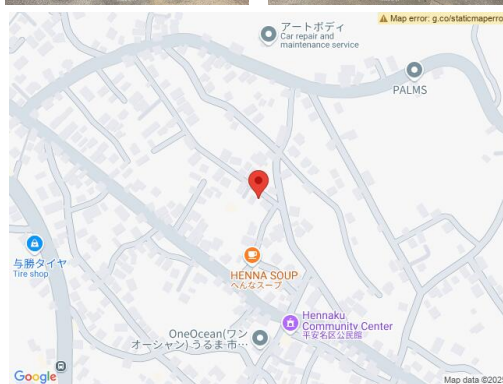 Map error: g.co/staticmaperro
アートボディ
Car repair and
maintenance service
PALMS
与勝タイヤ
Tire shop
HENNA SOUP
へんなスープ
Hennaku
Community Center
平安名区公民館
OneOcean(ワン
オーシャン) うるま市…
Google
Map data ©202